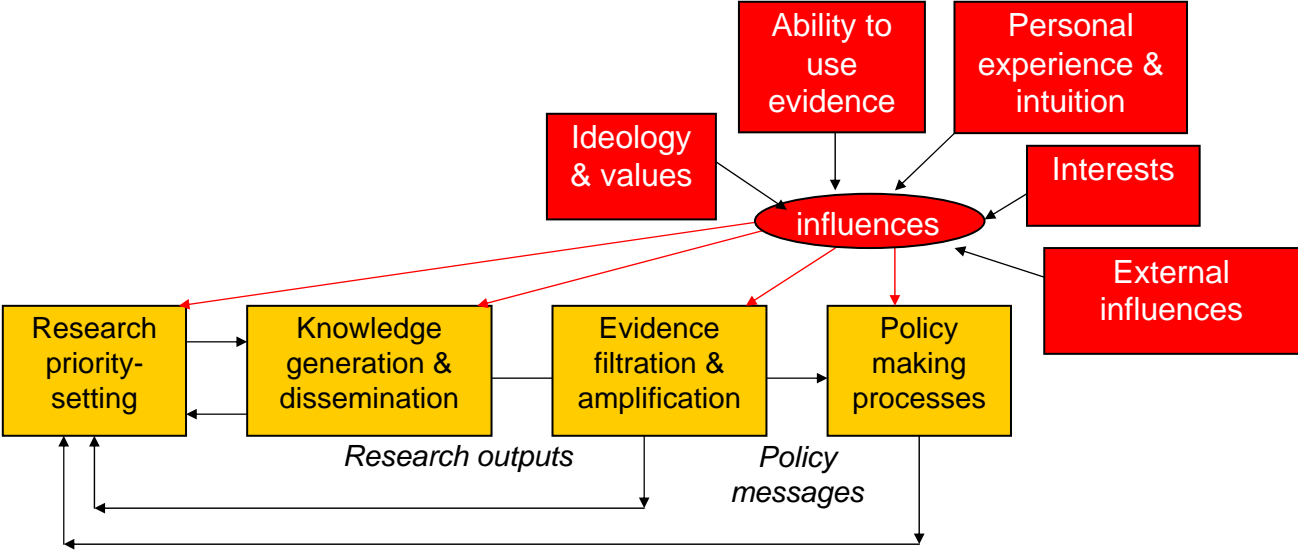 Ability to
use
evidence
Personal
experience &
intuition
Ideology
& values
Interests
influences
External
influences
Research
priority-
setting
Knowledge
generation &
dissemination
Evidence
filtration &
amplification
Policy
making
processes
Research outputs
Policy
messages